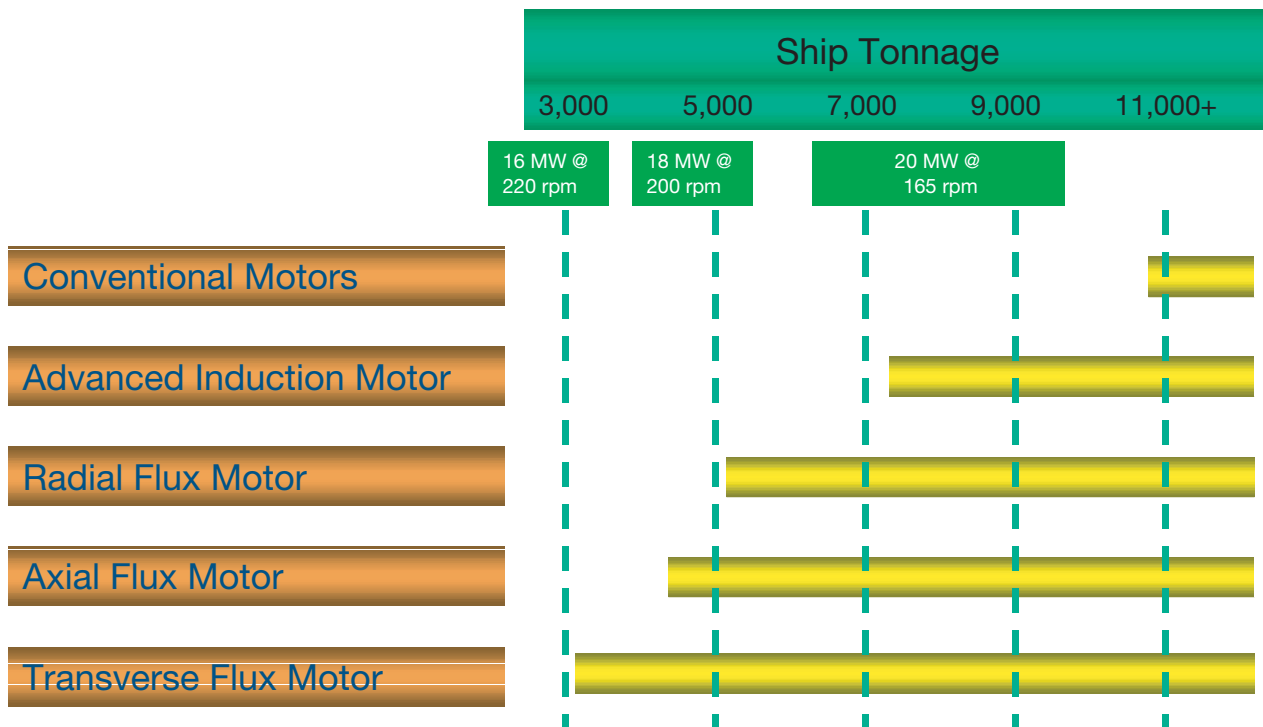 Ship Tonnage
3,000 5,000 7,000 9,000 11,000+
16 MW @
220 rpm
18 MW @
200 rpm
20 MW @
165 rpm
Conventional Motors
Advanced Induction Motor
Radial Flux Motor
Axial Flux Motor
Transverse Flux Motor